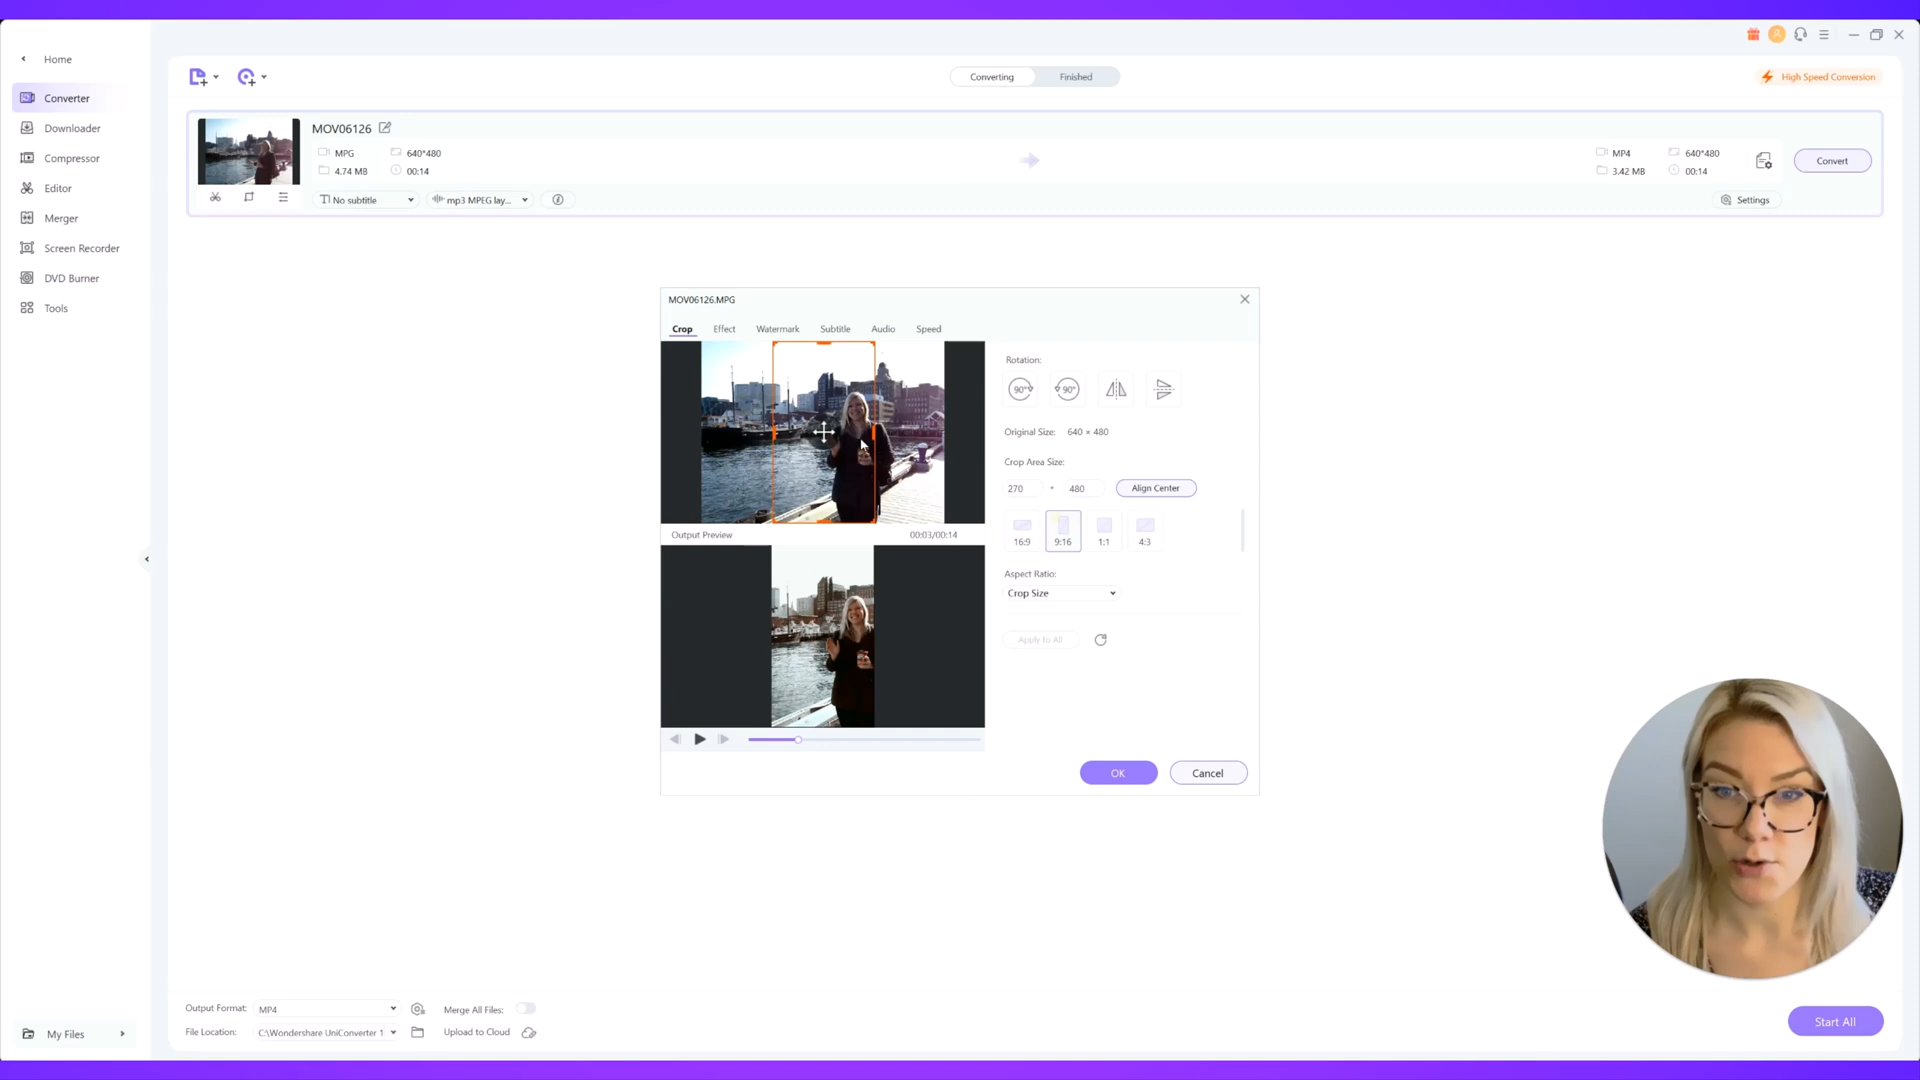 Home
Converter
Downloader
Compressor
Editor
Merger
Screen Recorder
DVD Burner
Tools
My Files
Converting
Finished
High Speed Conversion
MOV06126
MPG
640*480
4.74 MB
00:14
MP4
640*480
3.42 MB
00:14
Convert
No subtitle
mp3 MPEG lay...
Settings
MOV06126.MPG
Crop
Effect
Watermark
Subtitle
Audio
Speed
Output Preview
00:03/00:14
Rotation:
90°
90°
Original Size: 640 × 480
Crop Area Size:
270 * 480
Align Center
16:9
9:16
1:1
4:3
Aspect Ratio:
Crop Size
Apply to All
OK
Cancel
Output Format: MP4
Merge All Files:
File Location: C:\Wondershare UniConverter 1
Upload to Cloud
Start All